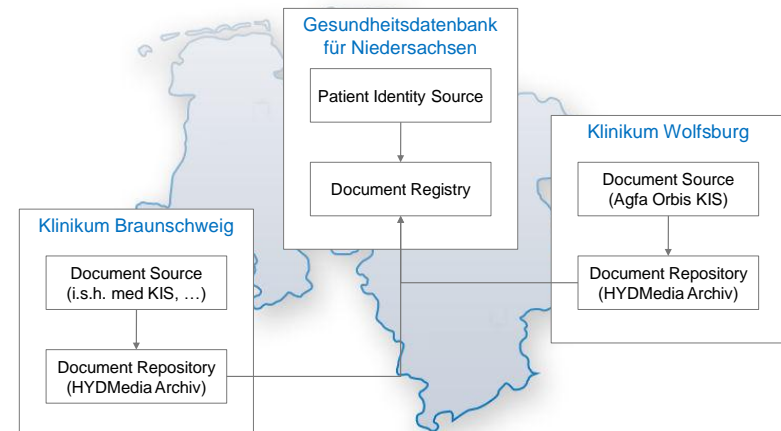 Gesundheitsdatenbank
für Niedersachsen
Patient Identity Source
Document Registry
Klinikum Wolfsburg
Document Source
(Agfa Orbis KIS)
Document Repository
(HYDMedia Archiv)
Klinikum Braunschweig
Document Source
(i.s.h. med KIS, …)
Document Repository
(HYDMedia Archiv)